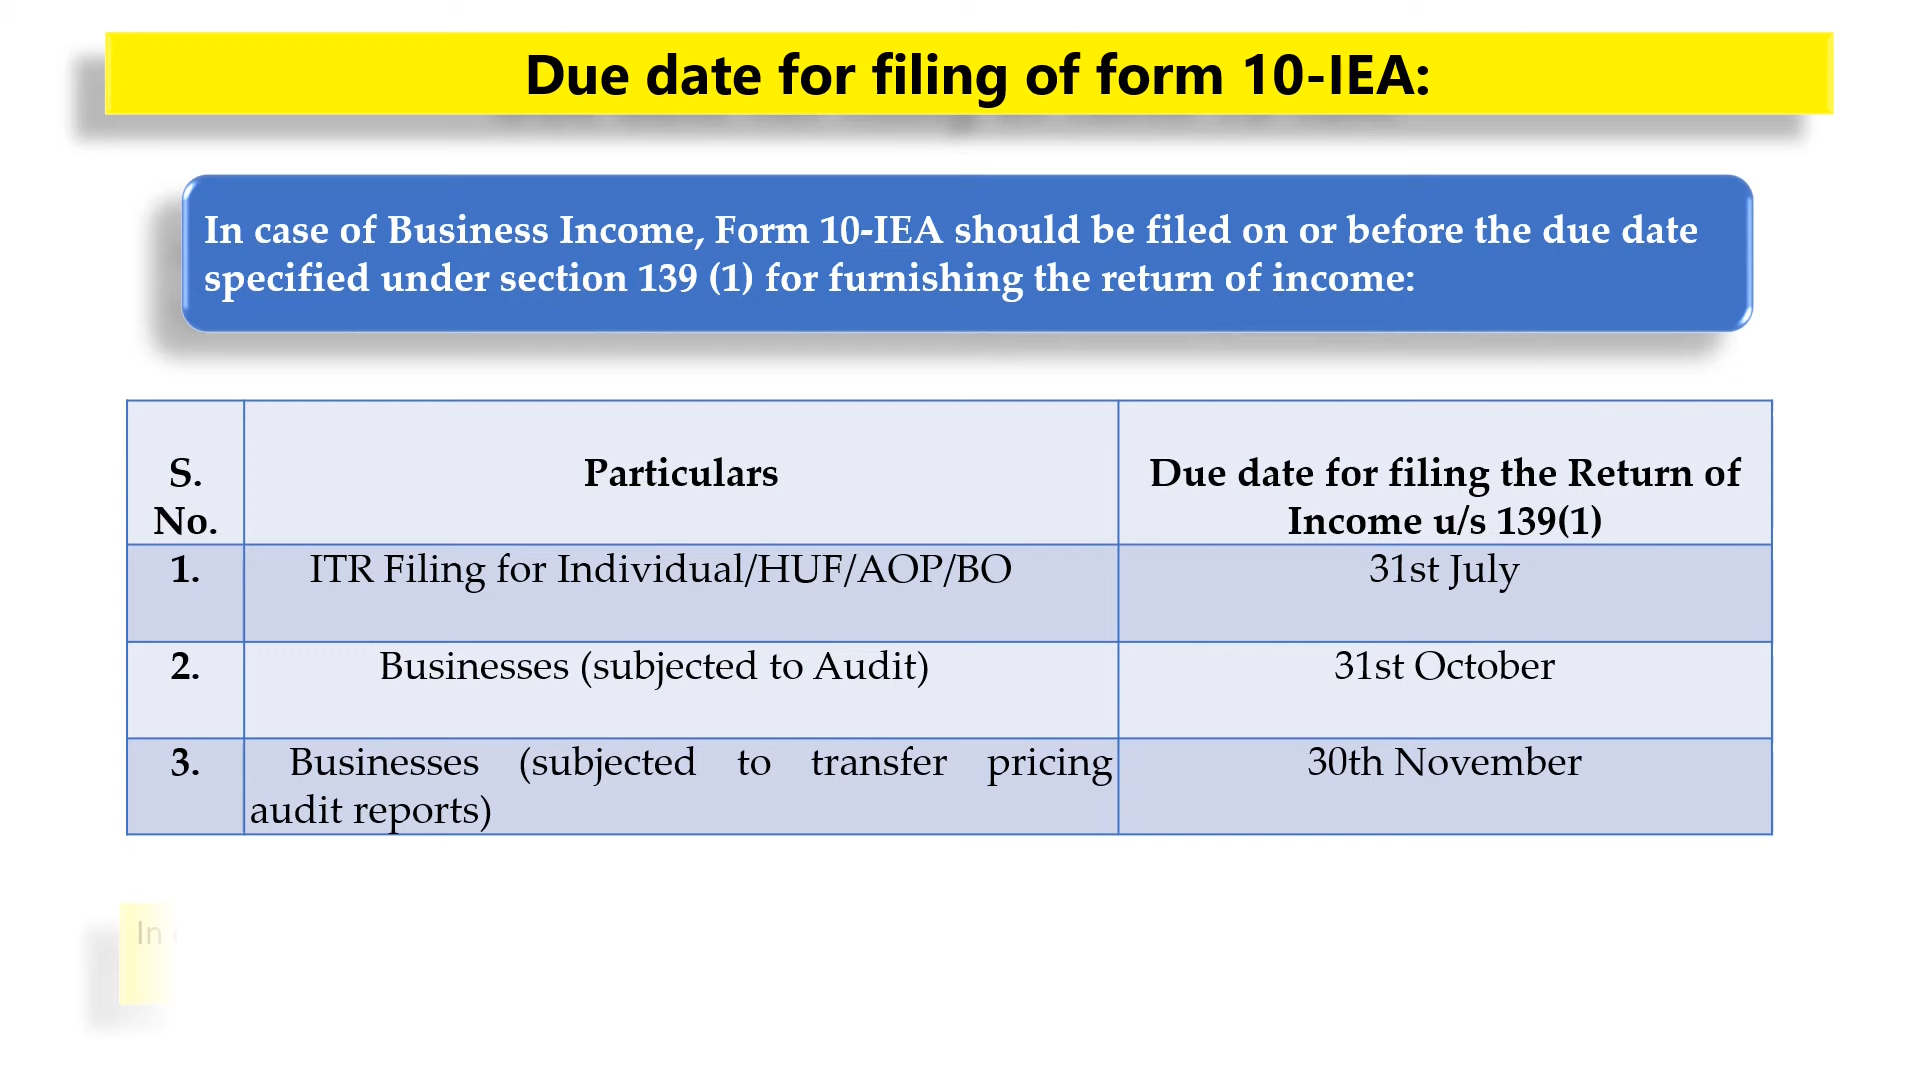 Due date for filing of form 10-IEA:
In case of Business Income, Form 10-IEA should be filed on or before the due date
specified under section 139 (1) for furnishing the return of income:
S.
No.
Particulars
Due date for filing the Return of
Income u/s 139(1)
1.
ITR Filing for Individual/HUF/AOP/BO
31st July
2.
Businesses (subjected to Audit)
31st October
3.
Businesses (subjected to transfer pricing
audit reports)
30th November
In